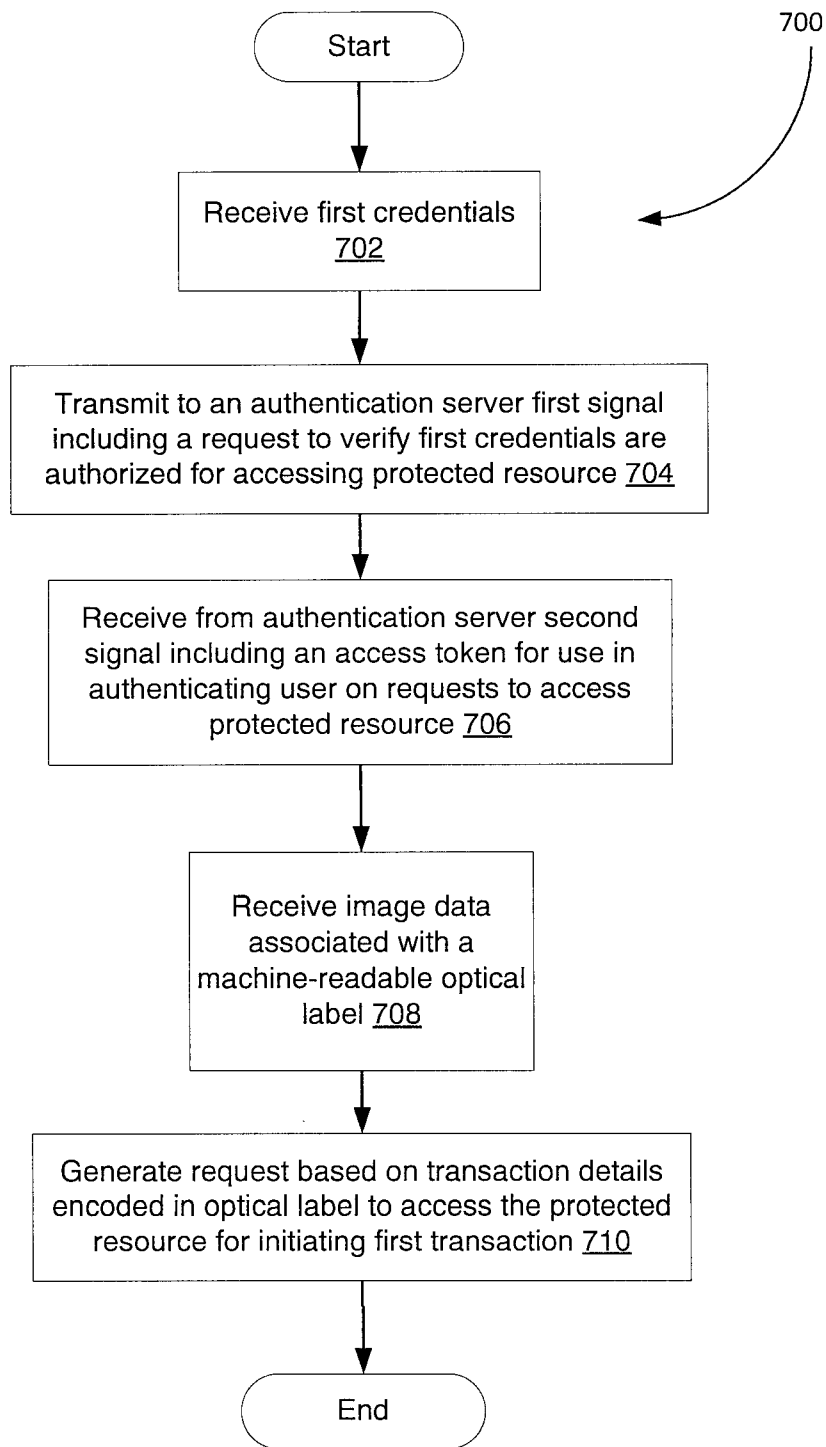 Start
700
Receive first credentials
702
Transmit to an authentication server first signal
including a request to verify first credentials are
authorized for accessing protected resource 704
Receive from authentication server second
signal including an access token for use in
authenticating user on requests to access
protected resource 706
Receive image data
associated with a
machine-readable optical
label 708
Generate request based on transaction details
encoded in optical label to access the protected
resource for initiating first transaction 710
End